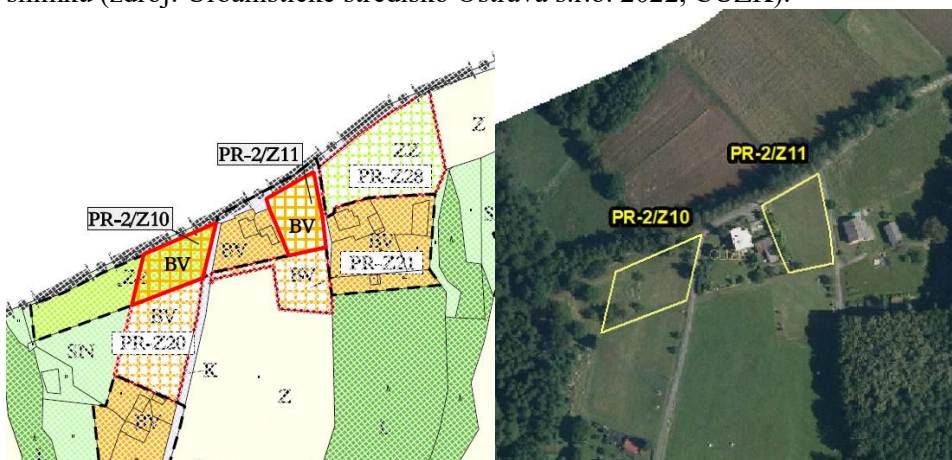 snímku (zdroj: Urbanistické středisko Ostrava s.r.o. 2022, ČÚZK).
PR-2/Z11
ZZ
Z
PR-Z28
PR-2/Z10
BV
BV
BV
BV
PR-Z21
BV
BV
SN
PR-Z20
K
Z
BV
L
PR-2/Z11
PR-2/Z10